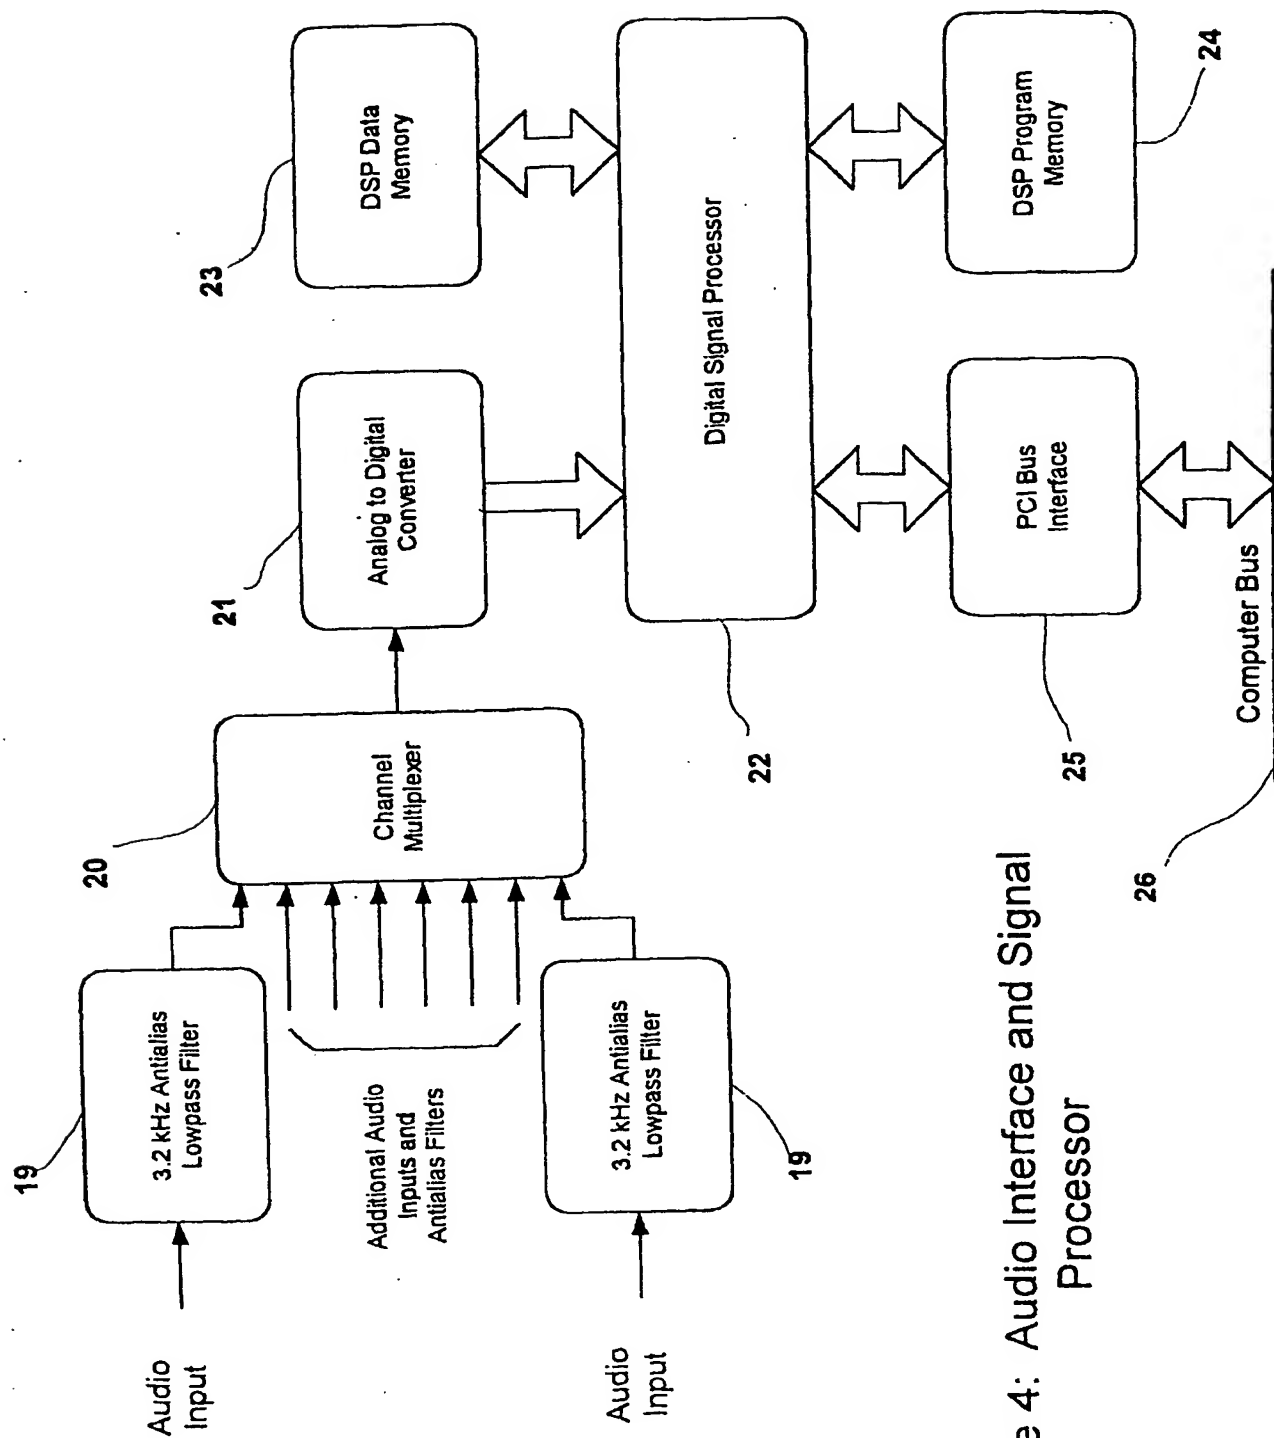 Audio
Input
19
3.2 kHz Antialias
Lowpass Filter
Additional Audio
Inputs and
Antialias Filters
Audio
Input
3.2 kHz Antialias
Lowpass Filter
19
20
Channel
Multiplexer
21
Analog to Digital
Converter
23
DSP Data
Memory
Digital Signal Processor
22
PCI Bus
Interface
25
DSP Program
Memory
24
Computer Bus
26
e 4: Audio Interface and Signal
Processor